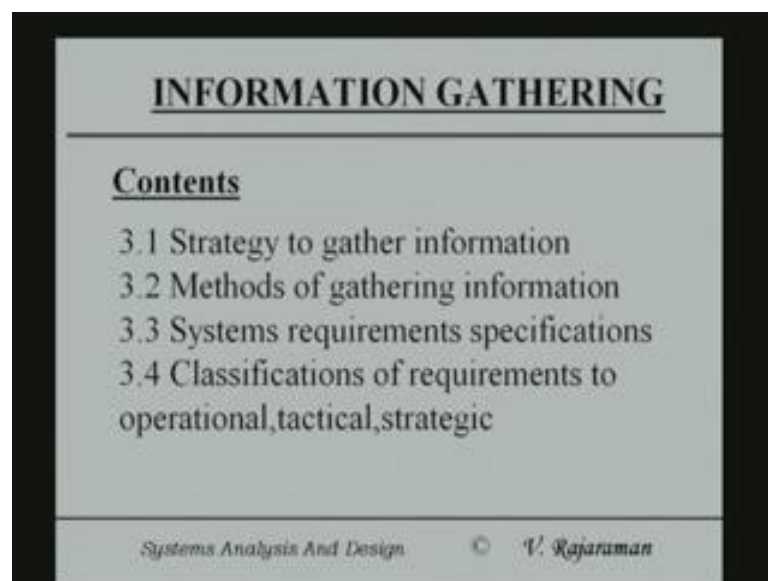 INFORMATION GATHERING
Contents
3.1 Strategy to gather information
3.2 Methods of gathering information
3.3 Systems requirements specifications
3.4 Classifications of requirements to
operational,tactical,strategic
Systems Analysis And Design © V. Rajaraman